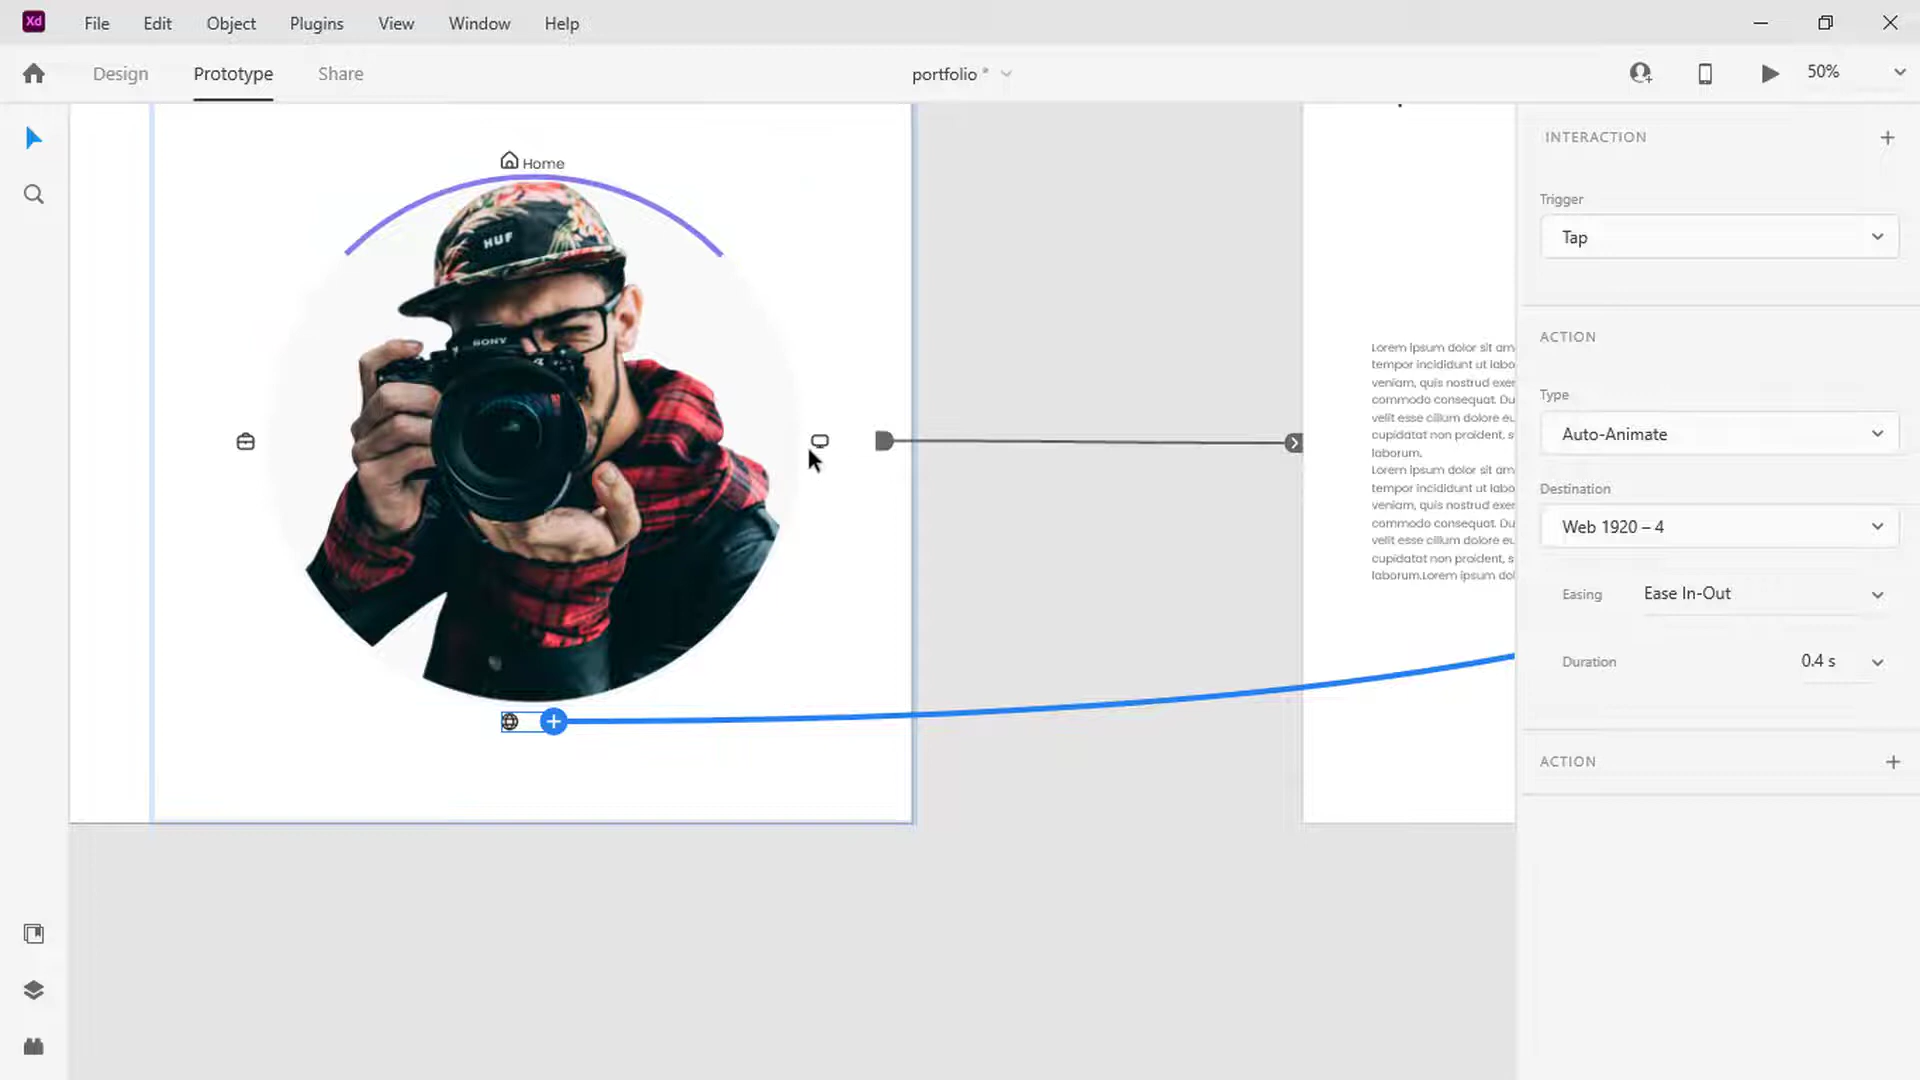 Xd File Edit Object Plugins View Window Help
Design Prototype Share portfolio * 50%
INTERACTION
Trigger
Tap
ACTION
Type
Auto-Animate
Destination
Web 1920 – 4
Easing Ease In-Out
Duration 0.4 s
ACTION
Home
HUF
SONY
Lorem ipsum dolor sit am
tempor incididunt ut labo
veniam, quis nostrud exer
commodo consequat. Du
velit esse cillum dolore eu
cupidatat non proident, s
laborum.
Lorem ipsum dolor sit am
tempor incididunt ut labo
veniam, quis nostrud exer
commodo consequat. Du
velit esse cillum dolore eu
cupidatat non proident, s
laborum.Lorem ipsum dol